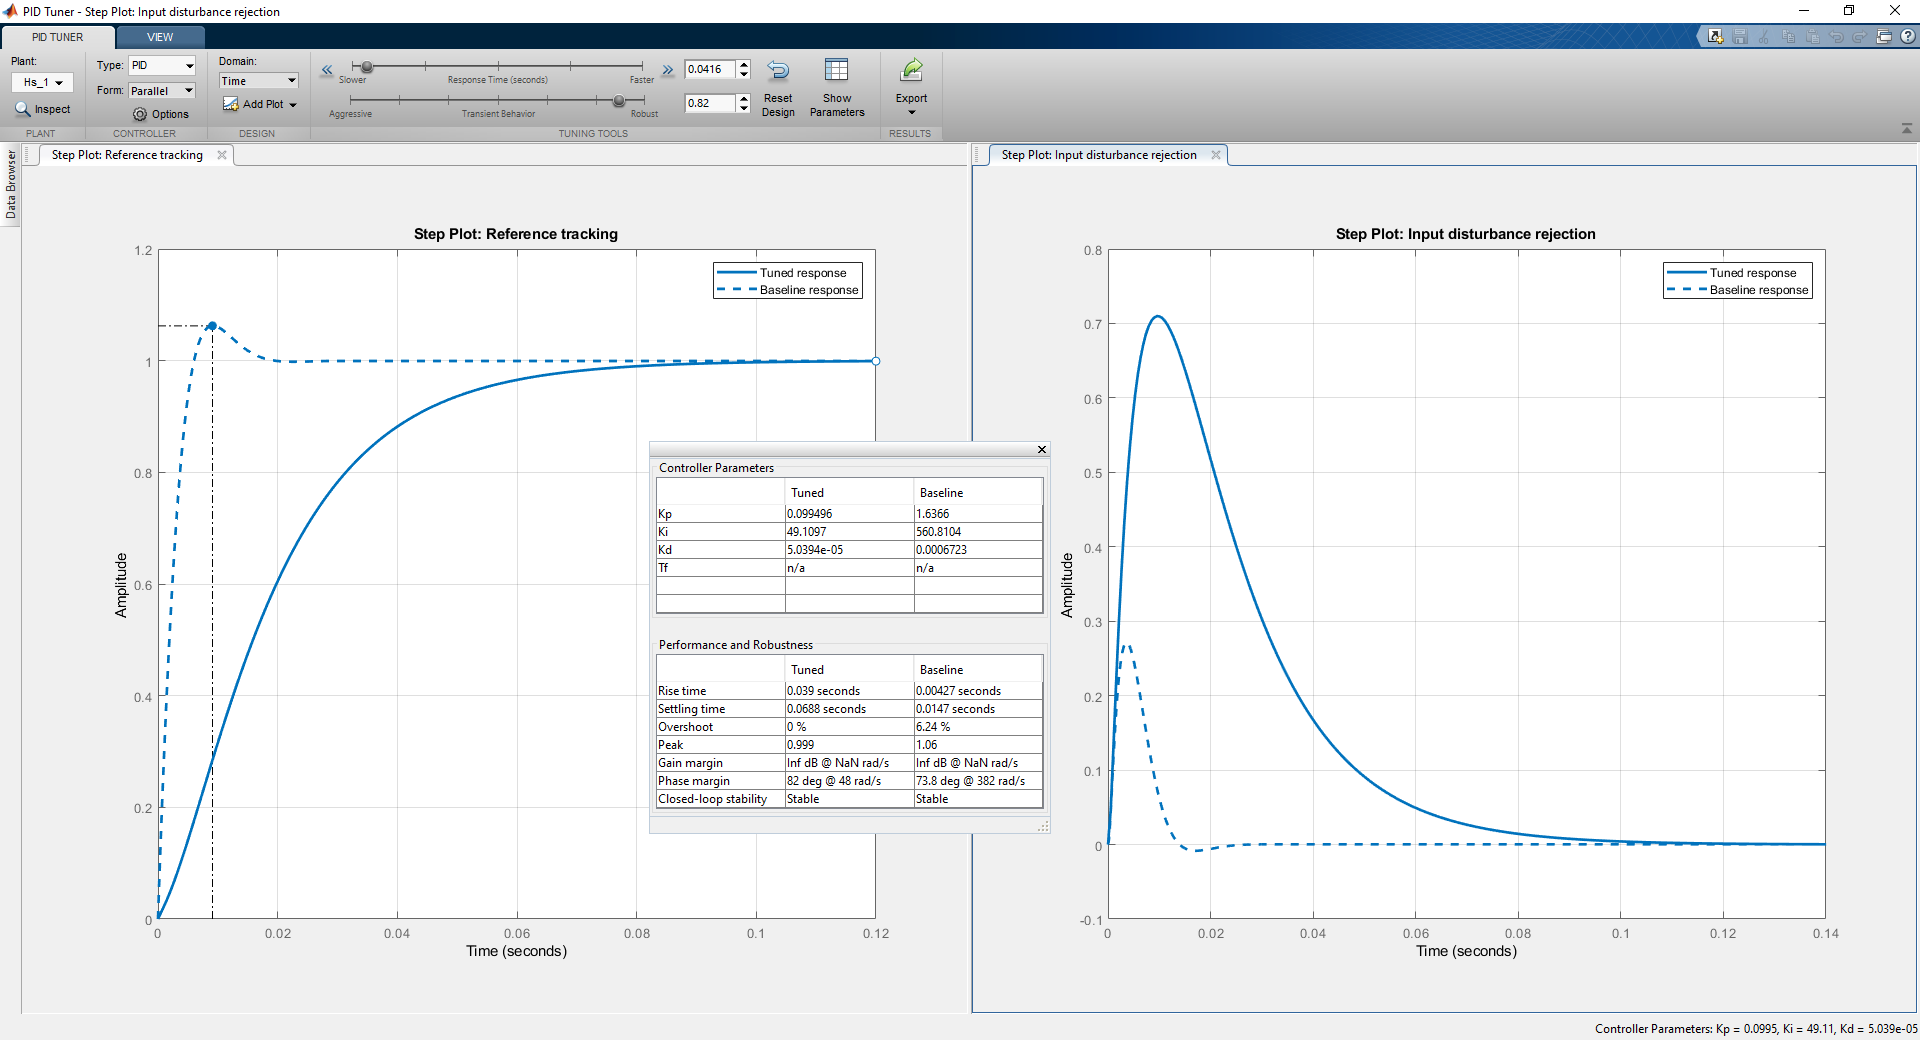 PID Tuner - Step Plot: Input disturbance rejection
PID TUNER
VIEW
Plant:
Hs_1
Inspect
PLANT
Type: PID
Form: Parallel
Options
CONTROLLER
Domain:
Time
Add Plot
DESIGN
Slower
Response Time (seconds)
Faster
0.0416
Aggressive
Transient Behavior
Robust
0.82
Reset
Design
Show
Parameters
TUNING TOOLS
Export
RESULTS
Data Browser
Step Plot: Reference tracking
Step Plot: Input disturbance rejection
Step Plot: Reference tracking
1.2
1
0.8
0.6
0.4
0.2
0
Amplitude
Tuned response
Baseline response
0 0.02 0.04 0.06 0.08 0.1 0.12
Time (seconds)
Controller Parameters
Tuned Baseline
Kp 0.099496 1.6366
Ki 49.1097 560.8104
Kd 5.0394e-05 0.0006723
Tf n/a n/a
Performance and Robustness
Tuned Baseline
Rise time 0.039 seconds 0.00427 seconds
Settling time 0.0688 seconds 0.0147 seconds
Overshoot 0 % 6.24 %
Peak 0.999 1.06
Gain margin Inf dB @ NaN rad/s Inf dB @ NaN rad/s
Phase margin 82 deg @ 48 rad/s 73.8 deg @ 382 rad/s
Closed-loop stability Stable Stable
Step Plot: Input disturbance rejection
0.8
0.7
0.6
0.5
0.4
0.3
0.2
0.1
0
-0.1
Amplitude
Tuned response
Baseline response
0 0.02 0.04 0.06 0.08 0.1 0.12 0.14
Time (seconds)
Controller Parameters: Kp = 0.0995, Ki = 49.11, Kd = 5.039e-05